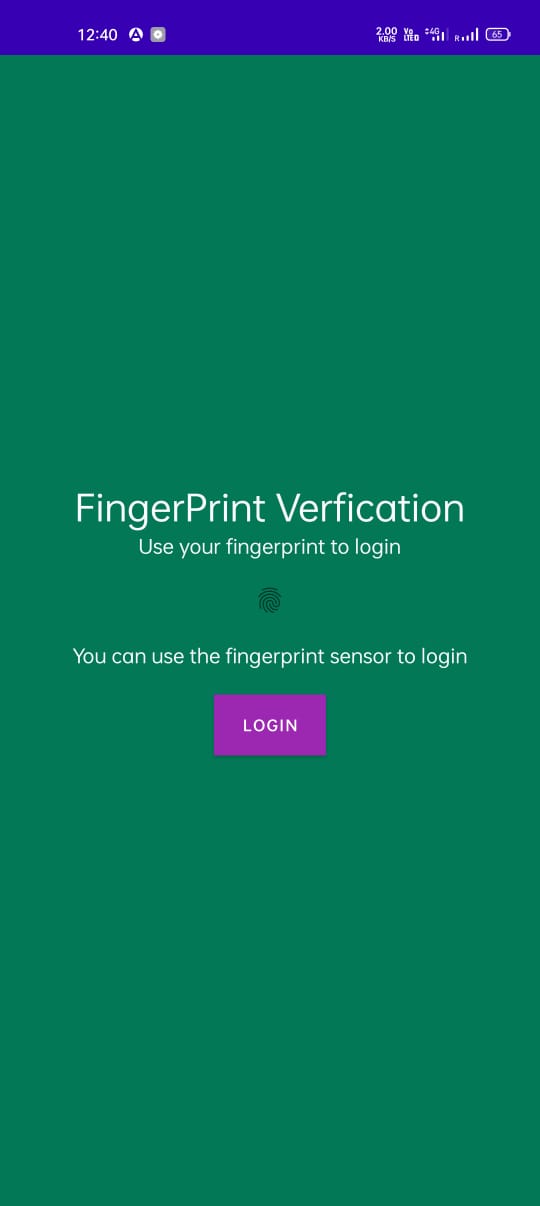 12:40 2.00 KB/S Vo LTED 4G R 65
FingerPrint Verfication
Use your fingerprint to login
You can use the fingerprint sensor to login
LOGIN